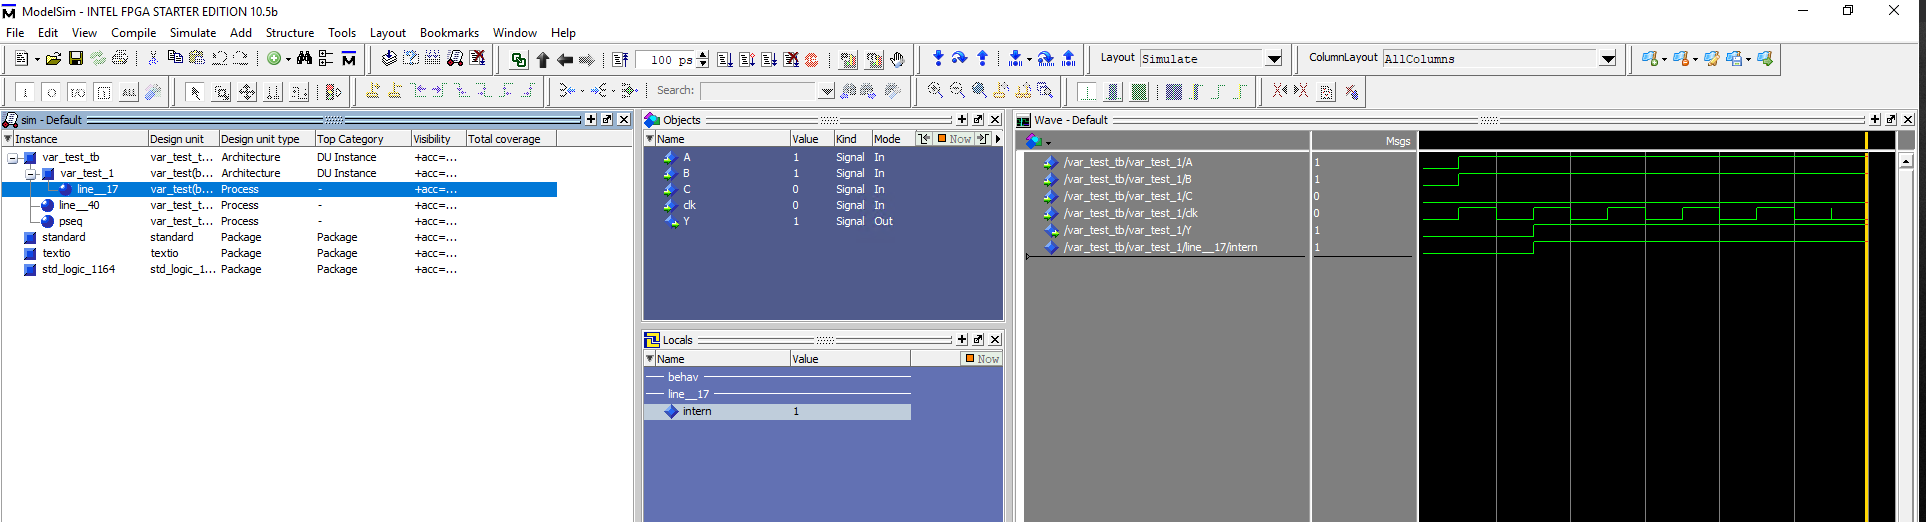 ModelSim - INTEL FPGA STARTER EDITION 10.5b
File Edit View Compile Simulate Add Structure Tools Layout Bookmarks Window Help
100 ps Layout Simulate ColumnLayout AllColumns
Search:
sim - Default
Instance Design unit Design unit type Top Category Visibility Total coverage
var_test_tb var_test_t... Architecture DU Instance +acc=...
var_test_1 var_test(b... Architecture DU Instance +acc=...
line__17 var_test(b... Process - +acc=...
line__40 var_test_t... Process - +acc=...
pseq var_test_t... Process - +acc=...
standard standard Package Package +acc=...
textio textio Package Package +acc=...
std_logic_1164 std_logic_1... Package Package +acc=...
Objects
Name Value Kind Mode Now
A 1 Signal In
B 1 Signal In
C 0 Signal In
clk 0 Signal In
Y 1 Signal Out
Locals
Name Value Now
behav
line__17
intern 1
Wave - Default
Msgs
/var_test_tb/var_test_1/A 1
/var_test_tb/var_test_1/B 1
/var_test_tb/var_test_1/C 0
/var_test_tb/var_test_1/clk 0
/var_test_tb/var_test_1/Y 1
/var_test_tb/var_test_1/line__17/intern 1